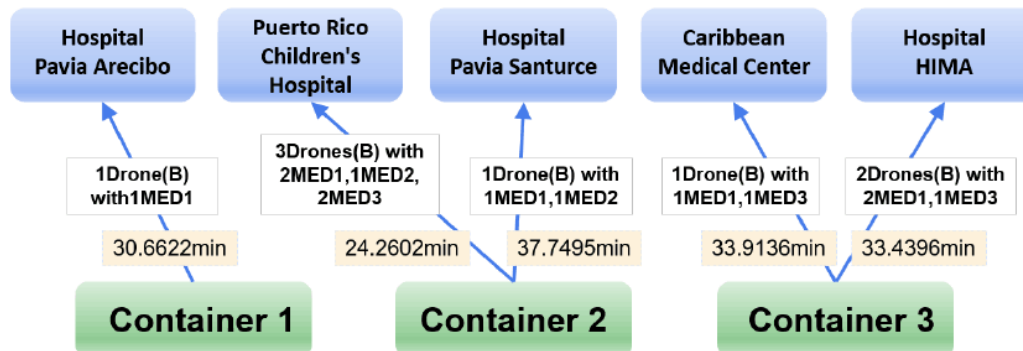 Hospital
Pavia Arecibo
Puerto Rico
Children's
Hospital
Hospital
Pavia Santurce
Caribbean
Medical Center
Hospital
HIMA
1Drone(B)
with1MED1
3Drones(B) with
2MED1,1MED2,
2MED3
1Drone(B) with
1MED1,1MED2
1Drone(B) with
1MED1,1MED3
2Drones(B) with
2MED1,1MED3
30.6622min
24.2602min
37.7495min
33.9136min
33.4396min
Container 1
Container 2
Container 3